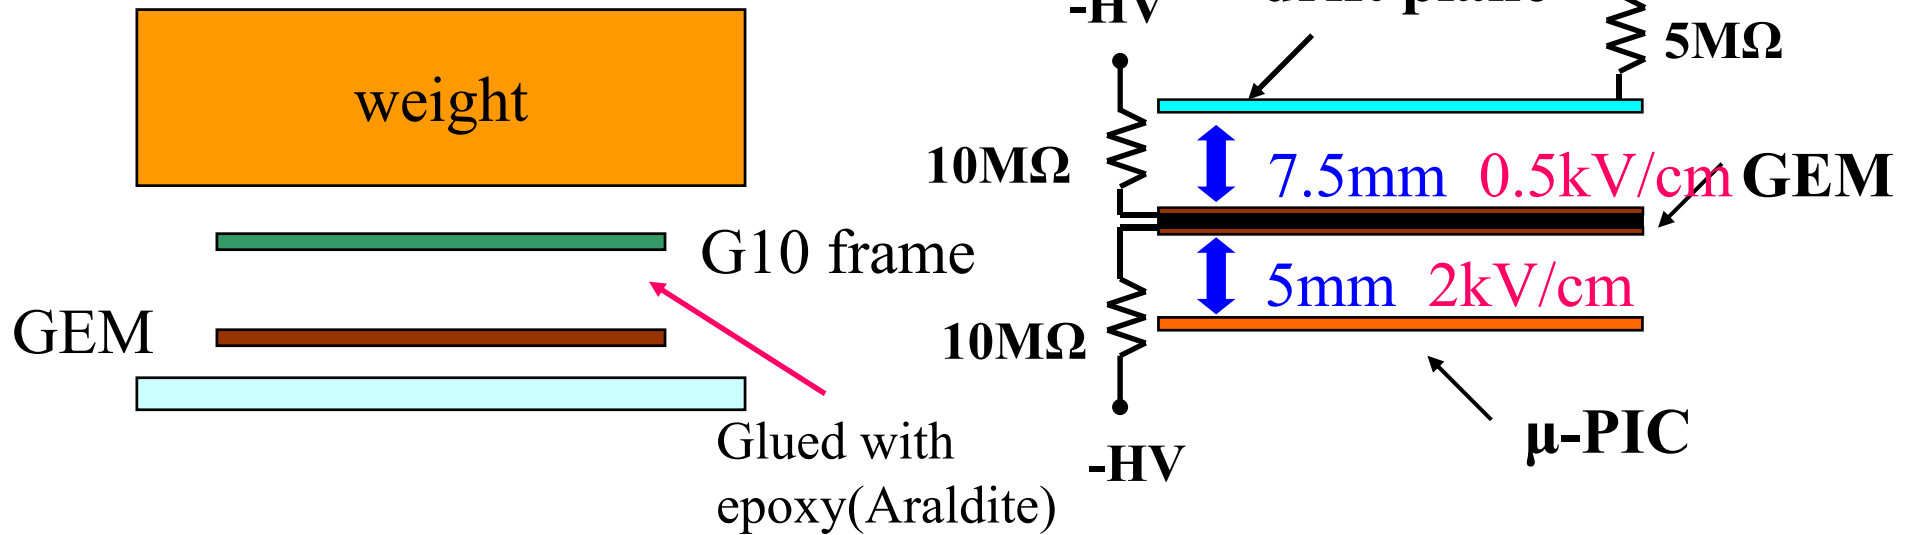 weight
G10 frame
GEM
Glued with
epoxy(Araldite)
-HV
5MΩ
10MΩ
7.5mm 0.5kV/cm
GEM
5mm 2kV/cm
10MΩ
μ-PIC
-HV